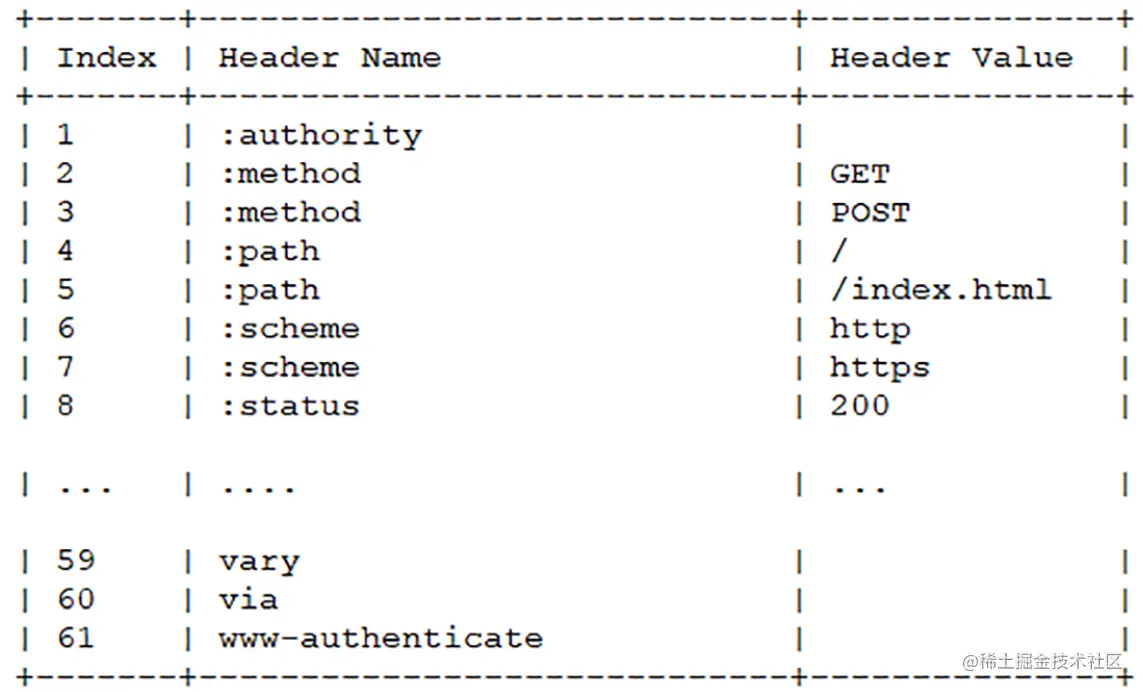 +-------+-----------------------------+---------------+
| Index | Header Name | Header Value |
+-------+-----------------------------+---------------+
| 1 | :authority | |
| 2 | :method | GET |
| 3 | :method | POST |
| 4 | :path | / |
| 5 | :path | /index.html |
| 6 | :scheme | http |
| 7 | :scheme | https |
| 8 | :status | 200 |
| ... | .... | ... |
| 59 | vary | |
| 60 | via | |
| 61 | www-authenticate | |
+-------+-----------------------------+---------------+
@稀土掘金技术社区